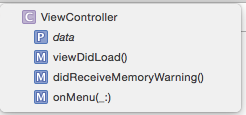 C ViewController
P data
M viewDidLoad()
M didReceiveMemoryWarning()
M onMenu(_:)